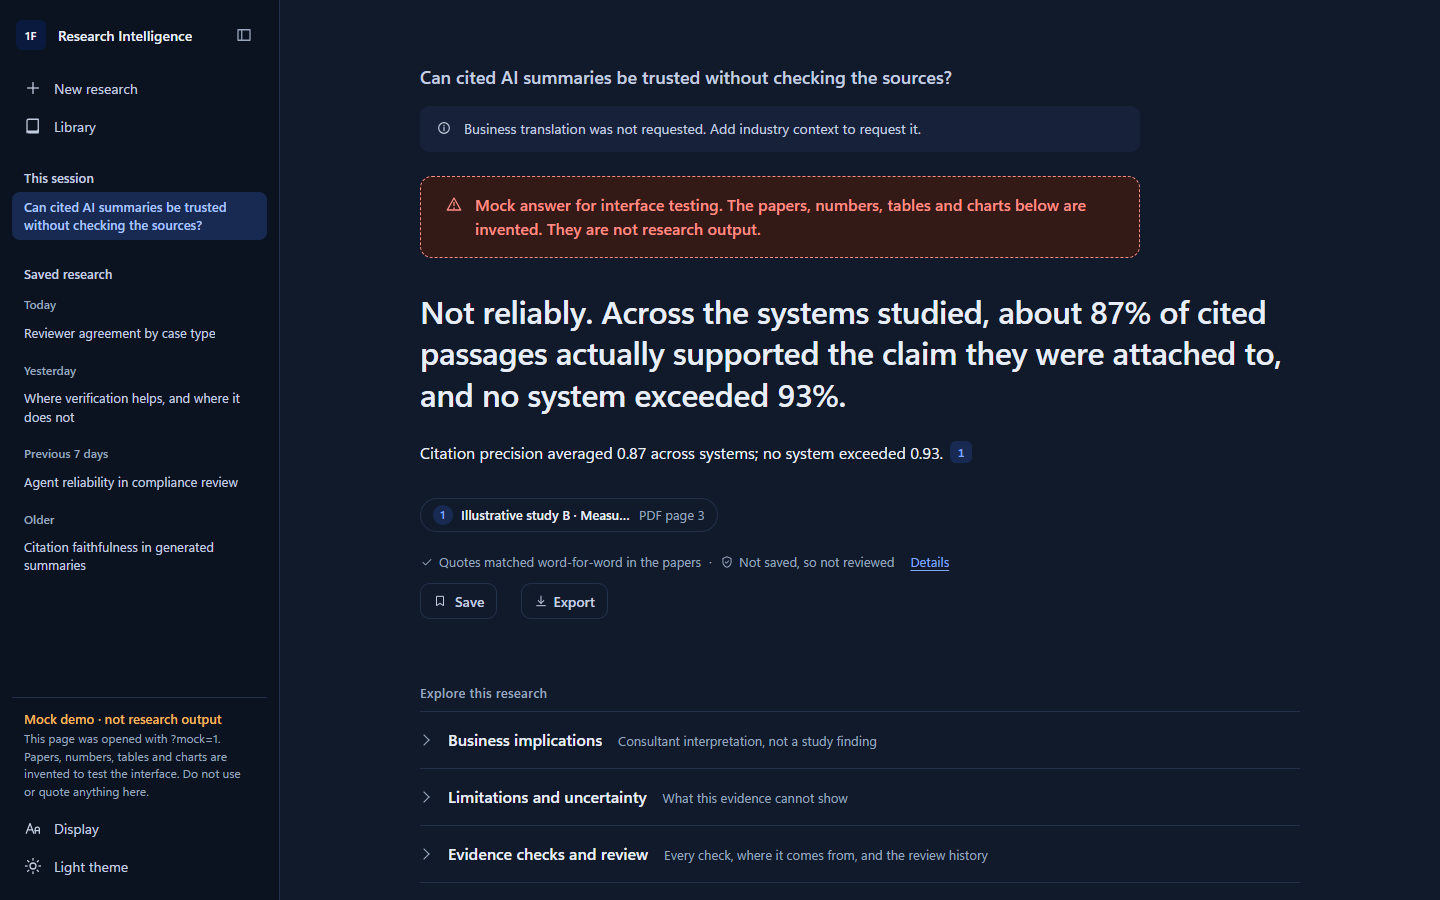 1F Research Intelligence
New research
Library
This session
Can cited AI summaries be trusted
without checking the sources?
Saved research
Today
Reviewer agreement by case type
Yesterday
Where verification helps, and where it
does not
Previous 7 days
Agent reliability in compliance review
Older
Citation faithfulness in generated
summaries
Mock demo · not research output
This page was opened with ?mock=1.
Papers, numbers, tables and charts are
invented to test the interface. Do not use
or quote anything here.
Display
Light theme
Can cited AI summaries be trusted without checking the sources?
Business translation was not requested. Add industry context to request it.
Mock answer for interface testing. The papers, numbers, tables and charts below are
invented. They are not research output.
Not reliably. Across the systems studied, about 87% of cited
passages actually supported the claim they were attached to,
and no system exceeded 93%.
Citation precision averaged 0.87 across systems; no system exceeded 0.93. 1
1 Illustrative study B · Measu... PDF page 3
Quotes matched word-for-word in the papers · Not saved, so not reviewed Details
Save Export
Explore this research
Business implications Consultant interpretation, not a study finding
Limitations and uncertainty What this evidence cannot show
Evidence checks and review Every check, where it comes from, and the review history